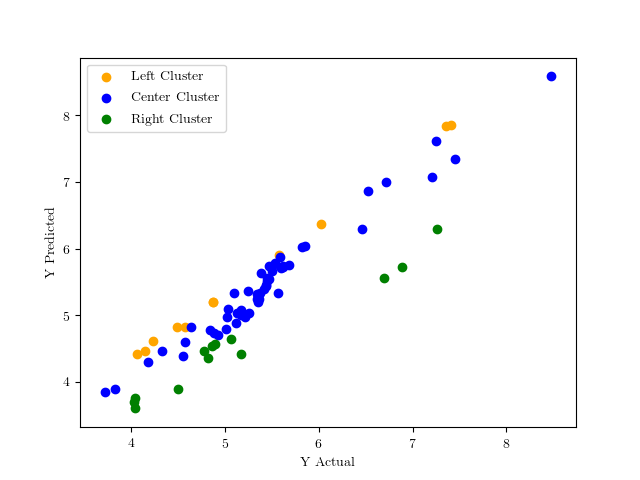 Left Cluster
Center Cluster
Right Cluster
8
7
6
5
4
Y Predicted
4 5 6 7 8
Y Actual